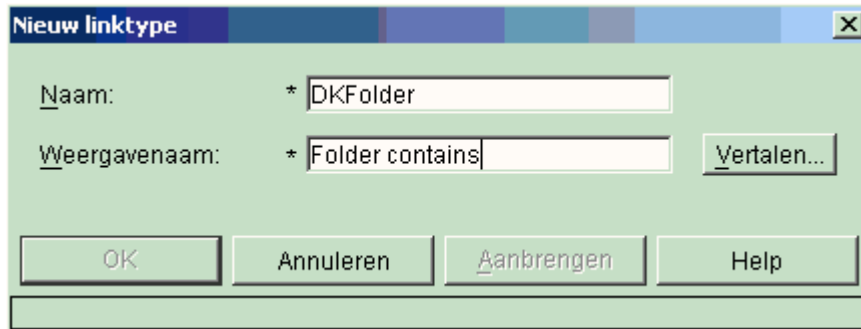 Nieuw linktype
Naam: * DKFolder
Weergavenaam: * Folder contains Vertalen...
OK Annuleren Aanbrengen Help